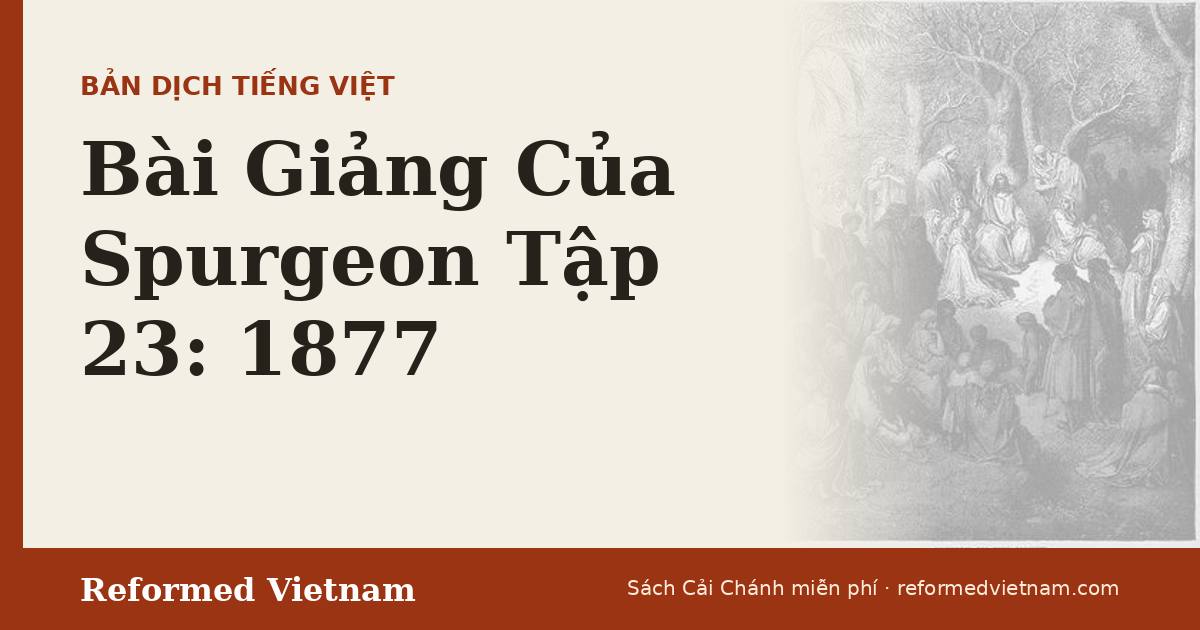 BẢN DỊCH TIẾNG VIỆT
Bài Giảng Của
Spurgeon Tập
23: 1877
Reformed Vietnam
Sách Cải Chánh miễn phí · reformedvietnam.com